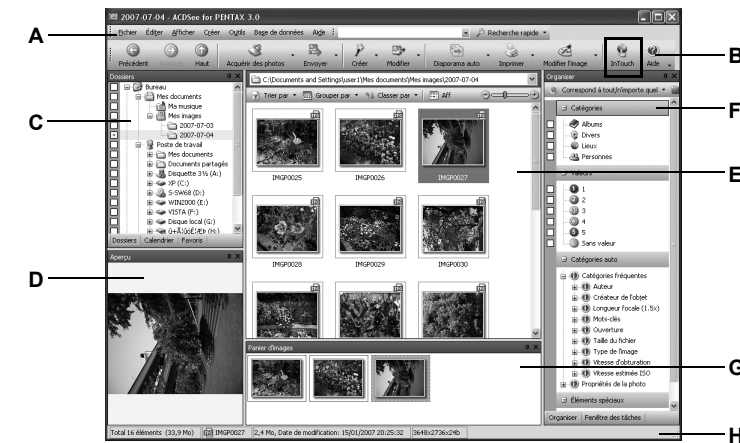 2007-07-04 - ACDSee for PENTAX 3.0
A
Fichier Éditer Afficher Créer Outils Base de données Aide
Recherche rapide
Précédent Haut Acquérir des photos Envoyer Créer Modifier Diaporama auto Imprimer Modifier l'image InTouch Aide
B
Dossiers
C
Bureau
Mes documents
Ma musique
Mes images
2007-07-03
2007-07-04
Poste de travail
Mes documents
Documents partagés
Disquette 3½ (A:)
XP (C:)
S-SW68 (D:)
WIN2000 (E:)
VISTA (F:)
Disque local (G:)
Dossiers Calendrier Favoris
C:\Documents and Settings\user1\Mes documents\Mes images\2007-07-04
Trier par Grouper par Classer par Aff
IMGP0025 IMGP0026 IMGP0027
IMGP0028 IMGP0029 IMGP0030
E
Organiser
Correspond à tout/n'importe quel
Catégories
F
Albums
Divers
Lieux
Personnes
Valeurs
1
2
3
4
5
Sans valeur
Catégories auto
Catégories fréquentes
Auteur
Créateur de l'objet
Longueur focale (1.5x)
Mots-clés
Ouverture
Taille du fichier
Type de l'image
Vitesse d'obturation
Vitesse estimée ISO
Propriétés de la photo
Éléments spéciaux
Organiser Fenêtre des tâches
Aperçu
D
Panier d'images
G
Total 16 éléments (33,9 Mo) IMGP0027 2,4 Mo, Date de modification: 15/01/2007 20:25:32 3648x2736x24b
H